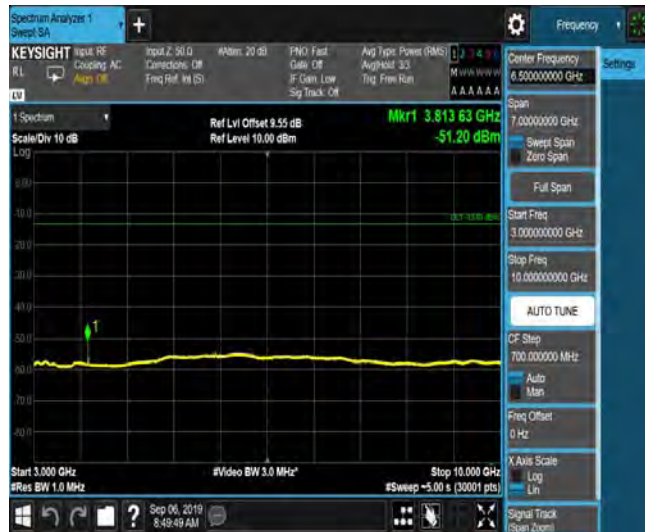 Spectrum Analyzer 1
Swept SA
Frequency
KEYSIGHT
RL
LV
Input: RF
Coupling: AC
Align: Off
Input Z: 50 Ω
Corrections: Off
Freq Ref: Int (S)
#Atten: 20 dB
PNO: Fast
Gate: Off
IF Gain: Low
Sig Track: Off
Avg Type: Power (RMS)
Avg|Hold: 3/3
Trig: Free Run
1 2 3 4 5 6
M W W W W W
A A A A A A
1 Spectrum
Scale/Div 10 dB
Log
Ref Lvl Offset 9.55 dB
Ref Level 10.00 dBm
Mkr1 3.813 63 GHz
-51.20 dBm
0.00
-10.0
-20.0
-30.0
-40.0
-50.0
-60.0
-70.0
-80.0
1
Start 3.000 GHz
#Res BW 1.0 MHz
#Video BW 3.0 MHz*
Stop 10.000 GHz
#Sweep ~5.00 s (30001 pts)
Sep 06, 2019
8:49:49 AM
Center Frequency
6.500000000 GHz
Settings
Span
7.00000000 GHz
Swept Span
Zero Span
Full Span
Start Freq
3.000000000 GHz
Stop Freq
10.000000000 GHz
AUTO TUNE
CF Step
700.000000 MHz
Auto
Man
Freq Offset
0 Hz
X Axis Scale
Log
Lin
Signal Track
(Span Zoom)